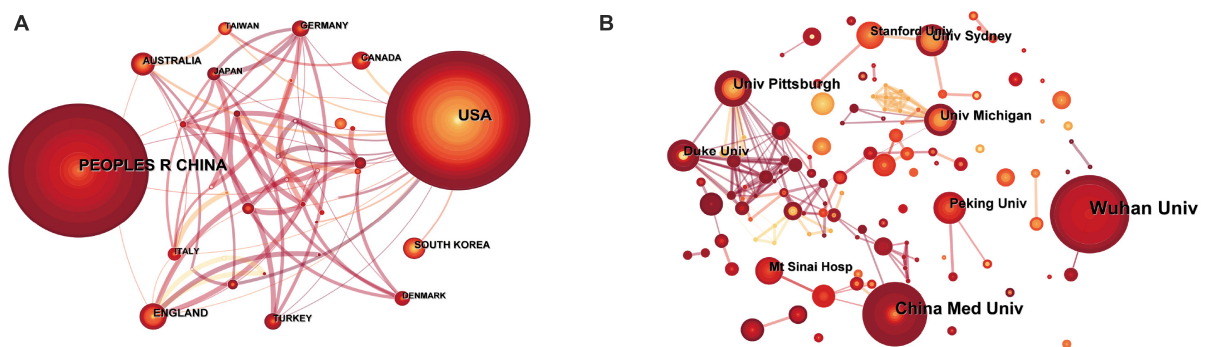 A
TAIWAN
GERMANY
AUSTRALIA
JAPAN
CANADA
USA
PEOPLES R CHINA
ITALY
SOUTH KOREA
ENGLAND
TURKEY
DENMARK
B
Stanford Univ
Univ Sydney
Univ Pittsburgh
Univ Michigan
Duke Univ
Peking Univ
Wuhan Univ
Mt Sinai Hosp
China Med Univ